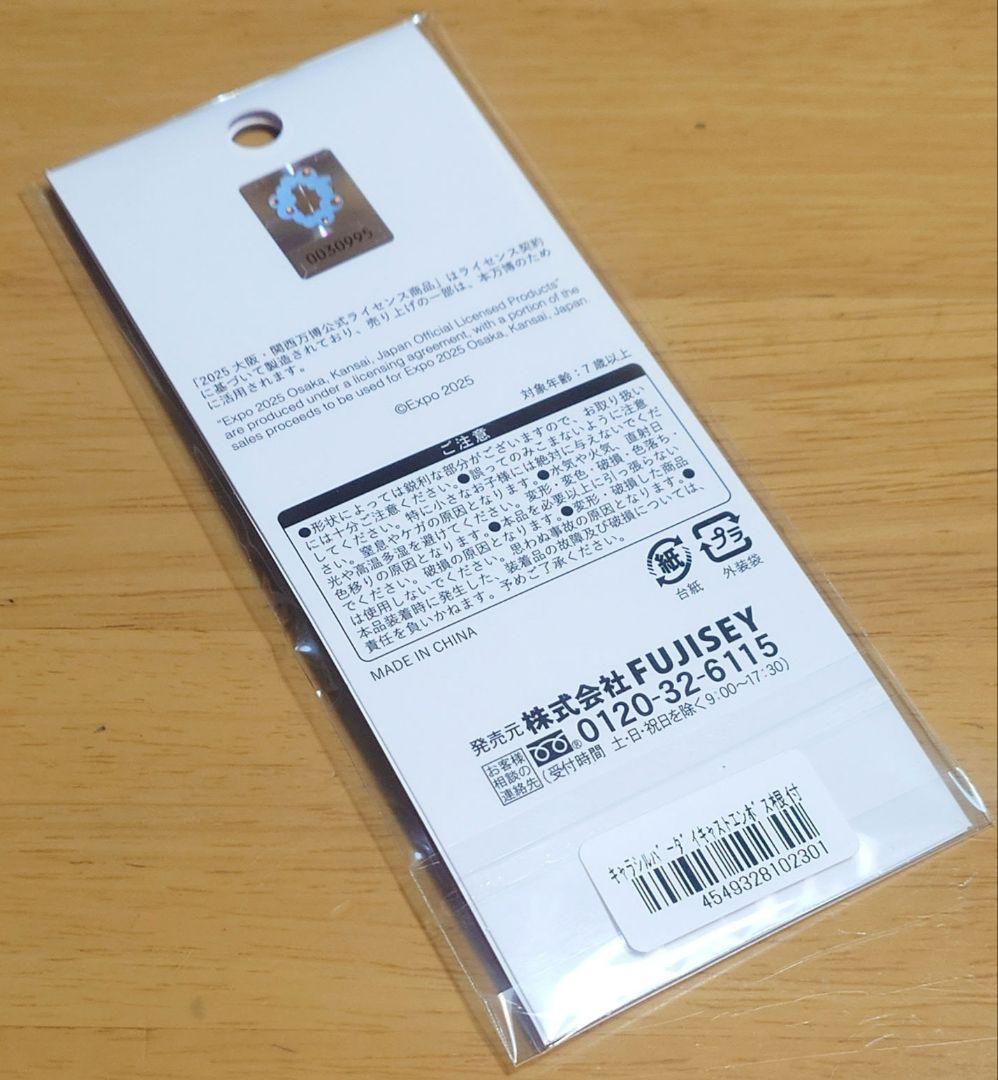 0030995
「2025 大阪・関西万博公式ライセンス商品」はライセンス契約
に基づいて製造されており、売り上げの一部は、本万博のため
に活用されます。
"Expo 2025 Osaka, Kansai, Japan Official Licensed Products"
are produced under a licensing agreement, with a portion of the
sales proceeds to be used for Expo 2025 Osaka, Kansai, Japan.
©Expo 2025
対象年齢：7歳以上
ご注意
●形状によっては鋭利な部分がございますので、お取り扱い
には十分ご注意ください。●誤ってのみこまないように注意
してください。特に小さなお子様には絶対に与えないでくだ
さい。窒息やケガの原因となります。●水気や火気、直射日
光や高温多湿を避けてください。変形・変色・破損、色落ち、
色移りの原因となります。●本品を必要以上に引っ張らない
でください。破損の原因となります。●変形・破損した商品
は使用しないでください。思わぬ事故の原因となります。●
本品装着時に発生した、装着品の故障及び破損については、
責任を負いかねます。予めご了承ください。
MADE IN CHINA
紙
台紙
プラ
外装袋
発売元 株式会社FUJISEY
お客様
相談の
連絡先
®0120-32-6115
(受付時間 土・日・祝日を除く9:00〜17:30)
キャラシルバーダイキャストエンボス根付
4549328102301